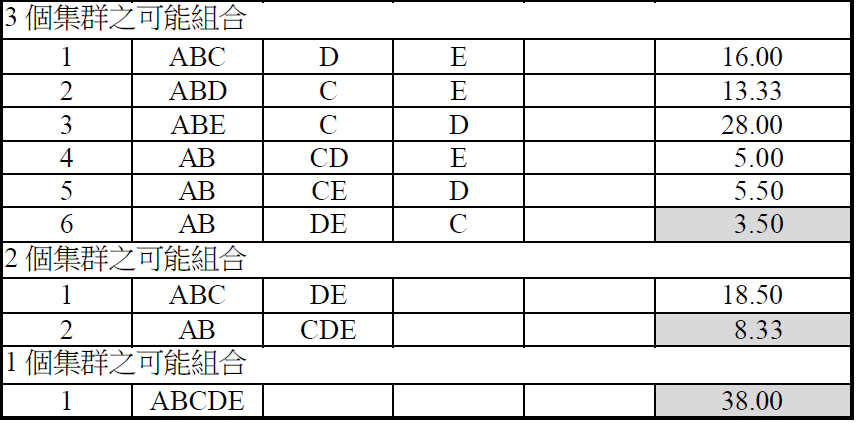 3 個集群之可能組合
1 ABC D E 16.00
2 ABD C E 13.33
3 ABE C D 28.00
4 AB CD E 5.00
5 AB CE D 5.50
6 AB DE C 3.50
2 個集群之可能組合
1 ABC DE 18.50
2 AB CDE 8.33
1 個集群之可能組合
1 ABCDE 38.00